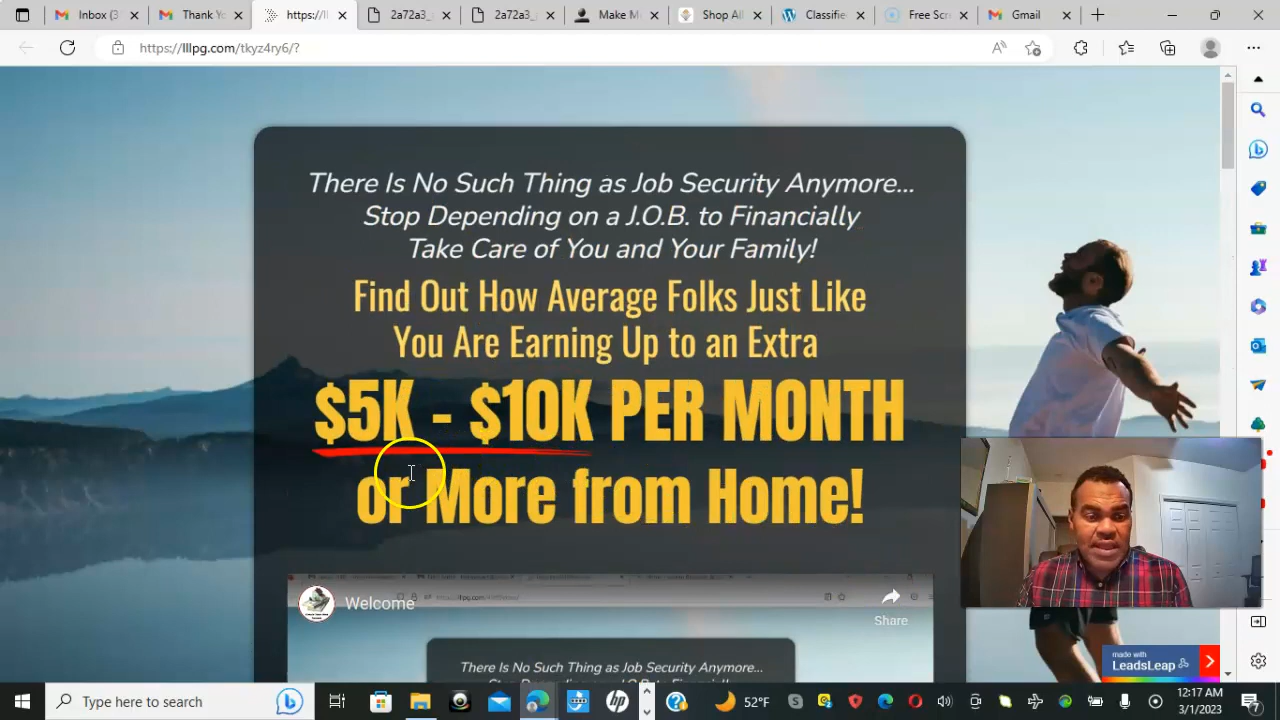 Inbox (3
Thank Yo
https://l
2a72a3_
2a72a3_
Make M
Shop All
Classifie
Free Scr
Gmail
https://lllpg.com/tkyz4ry6/?
There Is No Such Thing as Job Security Anymore...
Stop Depending on a J.O.B. to Financially
Take Care of You and Your Family!
Find Out How Average Folks Just Like
You Are Earning Up to an Extra
$5K - $10K PER MONTH
or More from Home!
Welcome
Share
There Is No Such Thing as Job Security Anymore...
made with
LeadsLeap
Type here to search
52°F
12:17 AM
3/1/2023
7